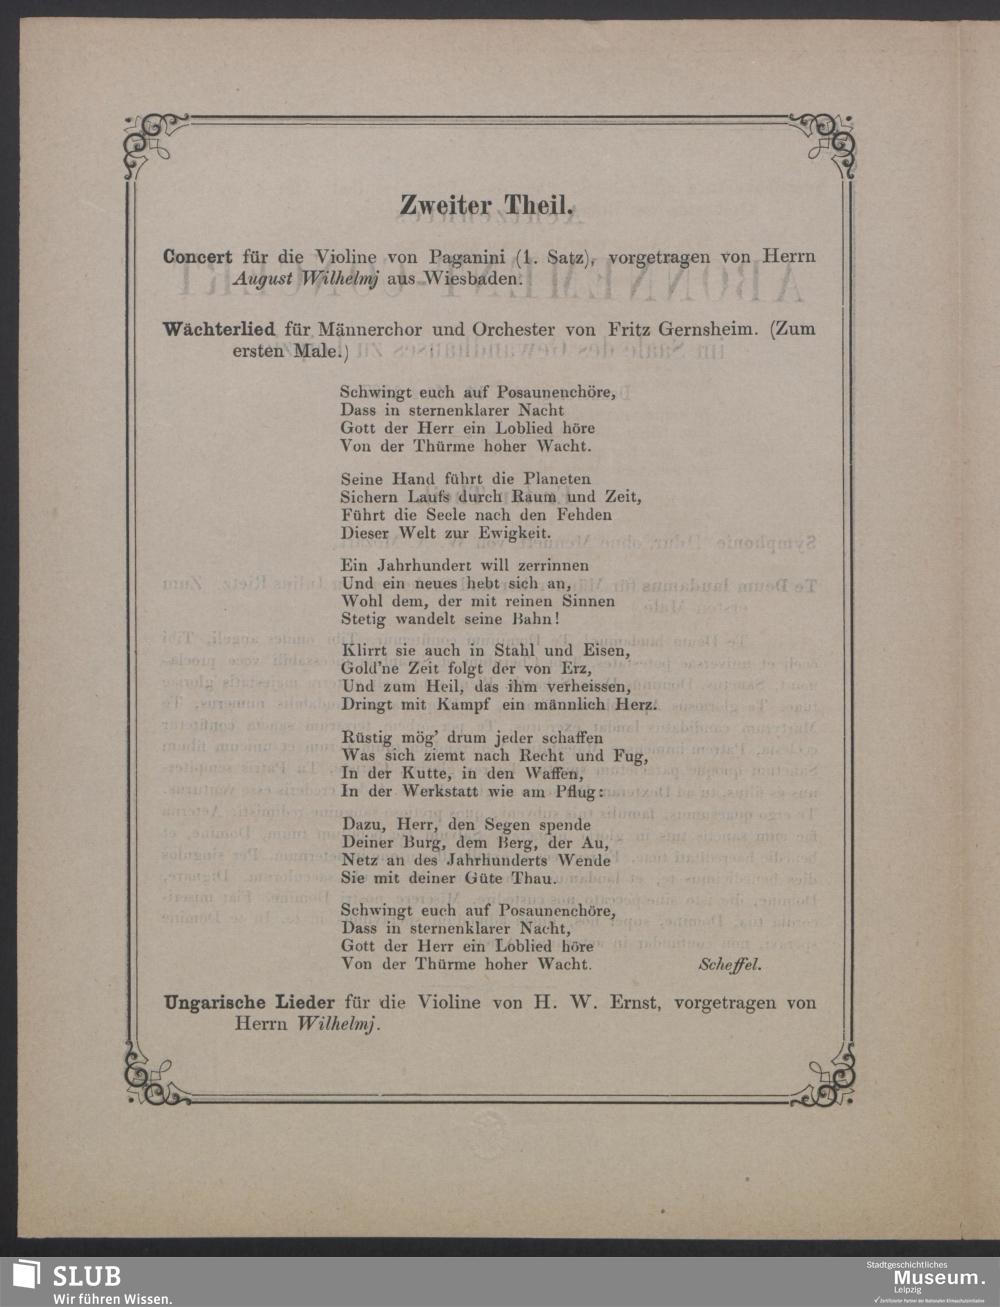 Zweiter Theil.
Concert für die Violine von Paganini (1. Satz), vorgetragen von Herrn
August Wilhelmj aus Wiesbaden.
Wächterlied für Männerchor und Orchester von Fritz Gernsheim. (Zum
ersten Male.)
Schwingt euch auf Posaunenchöre,
Dass in sternenklarer Nacht
Gott der Herr ein Loblied höre
Von der Thürme hoher Wacht.
Seine Hand führt die Planeten
Sichern Laufs durch Raum und Zeit,
Führt die Seele nach den Fehden
Dieser Welt zur Ewigkeit.
Ein Jahrhundert will zerrinnen
Und ein neues hebt sich an,
Wohl dem, der mit reinen Sinnen
Stetig wandelt seine Bahn!
Klirrt sie auch in Stahl und Eisen,
Gold'ne Zeit folgt der von Erz,
Und zum Heil, das ihm verheissen,
Dringt mit Kampf ein männlich Herz.
Rüstig mög' drum jeder schaffen
Was sich ziemt nach Recht und Fug,
In der Kutte, in den Waffen,
In der Werkstatt wie am Pflug:
Dazu, Herr, den Segen spende
Deiner Burg, dem Berg, der Au,
Netz an des Jahrhunderts Wende
Sie mit deiner Güte Thau.
Schwingt euch auf Posaunenchöre,
Dass in sternenklarer Nacht,
Gott der Herr ein Loblied höre
Von der Thürme hoher Wacht. Scheffel.
Ungarische Lieder für die Violine von H. W. Ernst, vorgetragen von
Herrn Wilhelmj.
SLUB
Wir führen Wissen.
Stadtgeschichtliches
Museum.
Leipzig
Zertifizierter Partner der Nationalen Klimaschutzinitiative